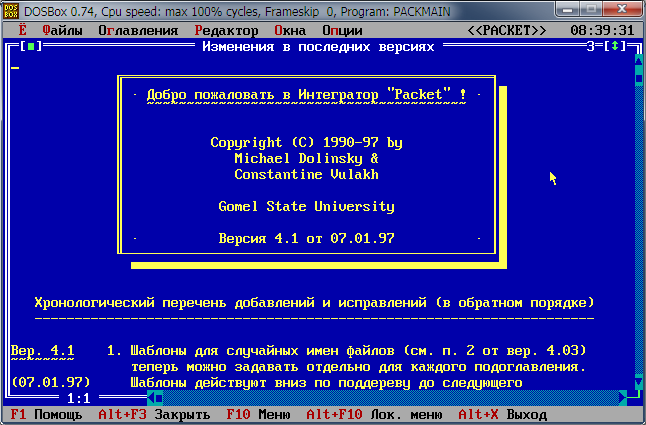 DOSBox 0.74, Cpu speed: max 100% cycles, Frameskip 0, Program: PACKMAIN
Ё Файлы Оглавления Редактор Окна Опции <<PACKET>> 08:39:31
[■] Изменения в последних версиях 3=[↕]
· Добро пожаловать в Интегратор "Packet" ! ·
Copyright (C) 1990-97 by
Michael Dolinsky &
Constantine Vulakh
Gomel State University
· Версия 4.1 от 07.01.97 ·
Хронологический перечень добавлений и исправлений (в обратном порядке)
Вер. 4.1 1. Шаблоны для случайных имен файлов (см. п. 2 от вер. 4.03)
теперь можно задавать отдельно для каждого подоглавления.
(07.01.97) Шаблоны действуют вниз по поддереву до следующего
1:1
F1 Помощь Alt+F3 Закрыть F10 Меню Alt+F10 Лок. меню Alt+X Выход